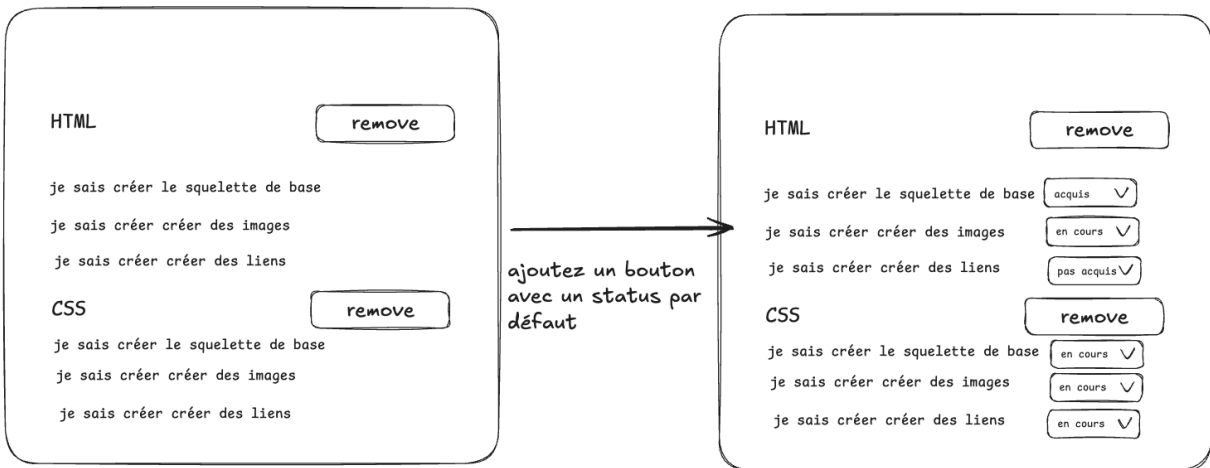 HTML
remove
je sais créer le squelette de base
je sais créer créer des images
je sais créer créer des liens
CSS
remove
je sais créer le squelette de base
je sais créer créer des images
je sais créer créer des liens
ajoutez un bouton
avec un status par
défaut
HTML
remove
je sais créer le squelette de base
acquis
je sais créer créer des images
en cours
je sais créer créer des liens
pas acquis
CSS
remove
je sais créer le squelette de base
en cours
je sais créer créer des images
en cours
je sais créer créer des liens
en cours